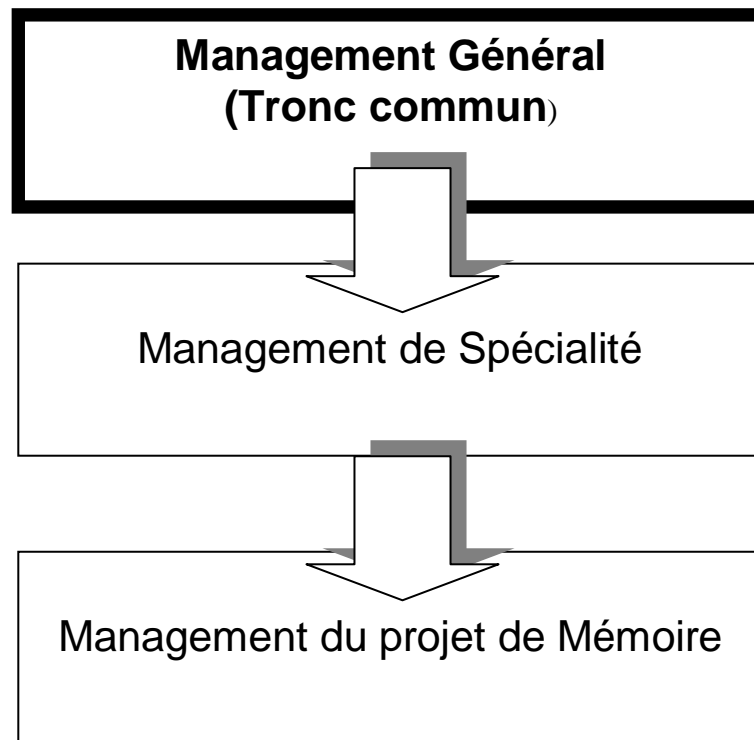 Management Général
(Tronc commun)
Management de Spécialité
Management du projet de Mémoire